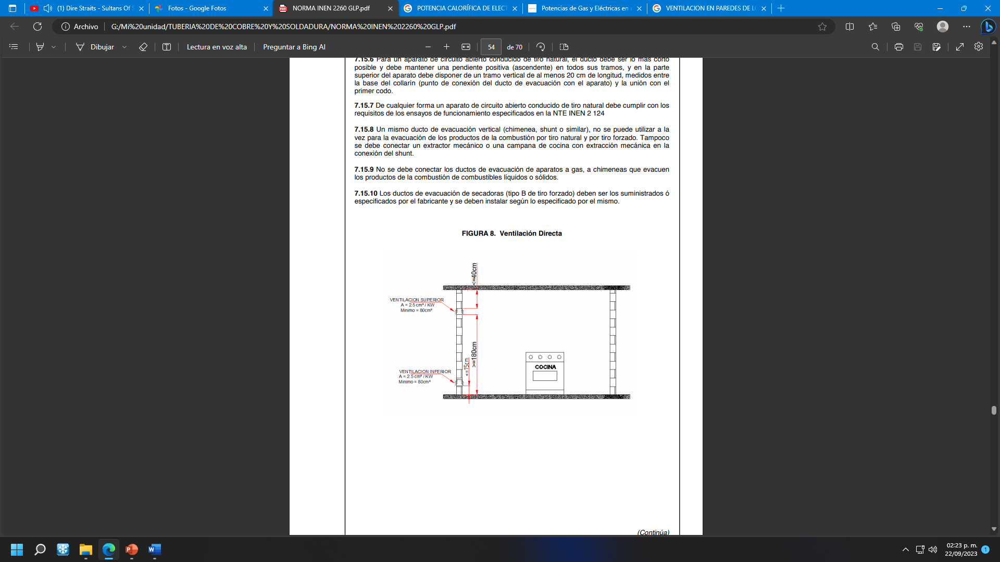 (1) Dire Straits - Sultans Of S
Fotos - Google Fotos
NORMA INEN 2260 GLP.pdf
POTENCIA CALORÍFICA DE ELECT
Potencias de Gas y Eléctricas en
VENTILACION EN PAREDES DE LO
Archivo
G:/Mi%20unidad/TUBERIA%20DE%20COBRE%20Y%20SOLDADURA/NORMA%20INEN%202260%20GLP.pdf
Dibujar
Lectura en voz alta
Preguntar a Bing AI
54 de 70
7.15.6 Para un aparato de circuito abierto conducido de tiro natural, el ducto debe ser lo más corto
posible y debe mantener una pendiente positiva (ascendente) en todos sus tramos, y en la parte
superior del aparato debe disponer de un tramo vertical de al menos 20 cm de longitud, medidos entre
la base del collarín (punto de conexión del ducto de evacuación con el aparato) y la unión con el
primer codo.
7.15.7 De cualquier forma un aparato de circuito abierto conducido de tiro natural debe cumplir con los
requisitos de los ensayos de funcionamiento especificados en la NTE INEN 2 124
7.15.8 Un mismo ducto de evacuación vertical (chimenea, shunt o similar), no se puede utilizar a la
vez para la evacuación de los productos de la combustión por tiro natural y por tiro forzado. Tampoco
se debe conectar un extractor mecánico o una campana de cocina con extracción mecánica en la
conexión del shunt.
7.15.9 No se debe conectar los ductos de evacuación de aparatos a gas, a chimeneas que evacuen
los productos de la combustión de combustibles líquidos o sólidos.
7.15.10 Los ductos de evacuación de secadoras (tipo B de tiro forzado) deben ser los suministrados ó
especificados por el fabricante y se deben instalar según lo especificado por el mismo.
FIGURA 8. Ventilación Directa
<=40cm
VENTILACION SUPERIOR
A = 2.5 cm² / KW
Minimo = 80cm²
>=180cm
<=15cm
COCINA
VENTILACION INFERIOR
A = 2.5 cm² / KW
Minimo = 80cm²
(Continúa)
02:23 p. m.
22/09/2023
1